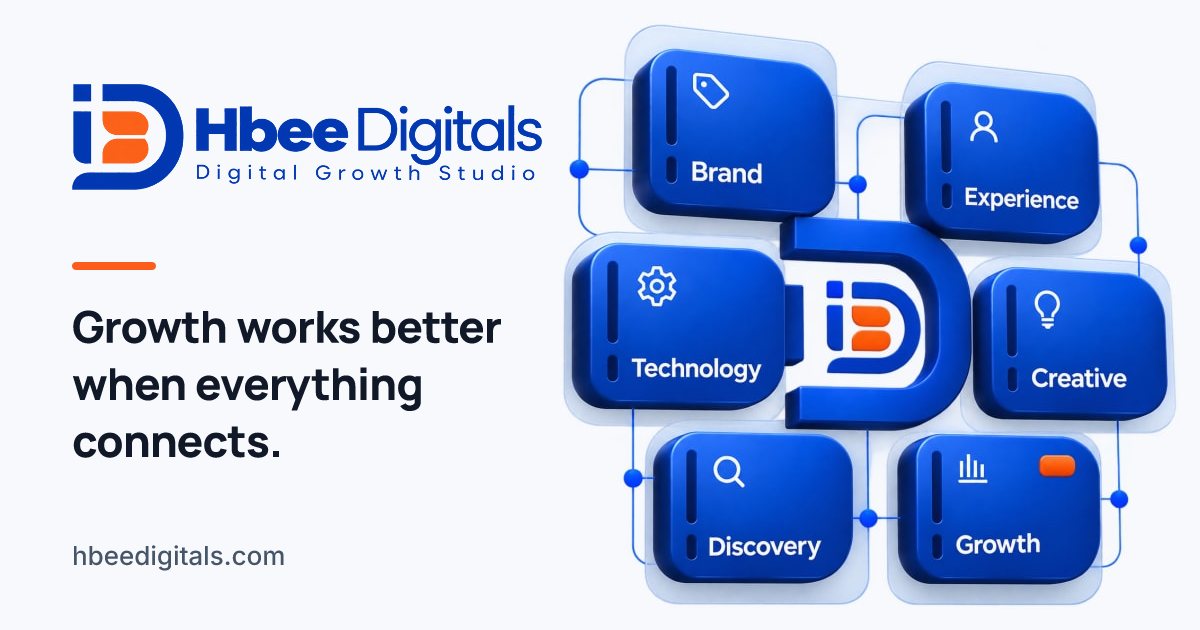 Hbee Digitals
Digital Growth Studio
Growth works better
when everything
connects.
hbeedigitals.com
Brand
Experience
Technology
Creative
Discovery
Growth